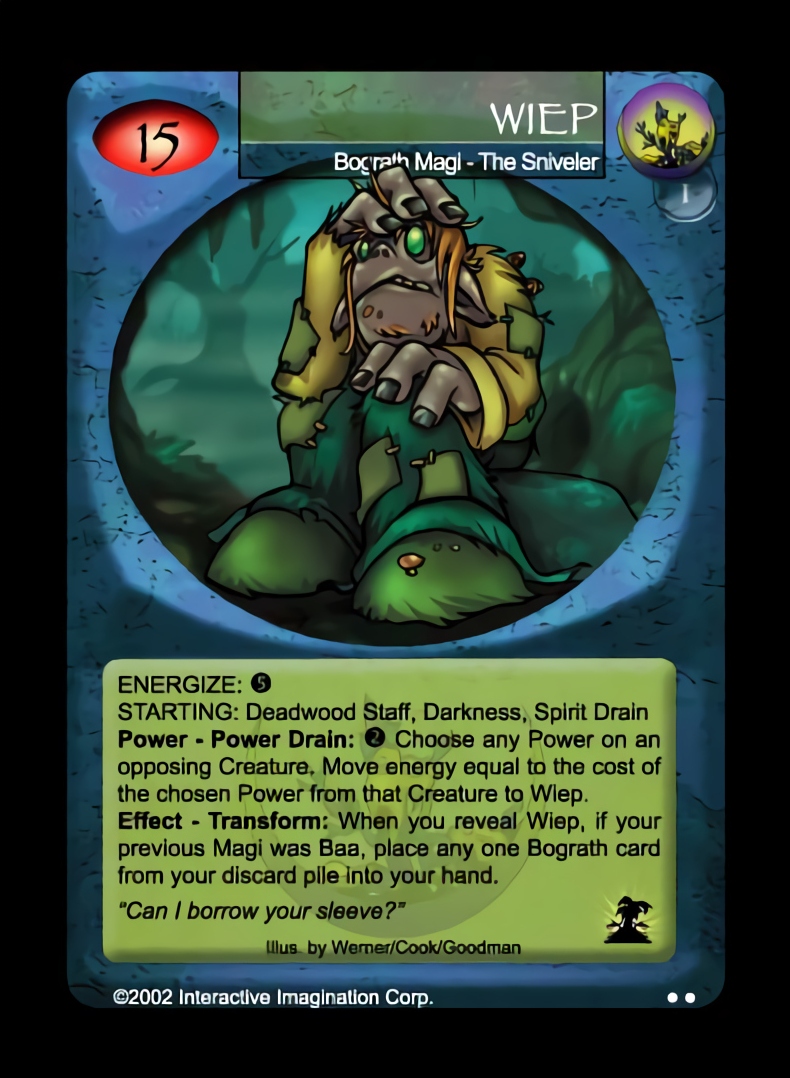 15
WIEP
Bograth Magi - The Sniveler
1
ENERGIZE: 5
STARTING: Deadwood Staff, Darkness, Spirit Drain
Power - Power Drain: 2 Choose any Power on an
opposing Creature. Move energy equal to the cost of
the chosen Power from that Creature to Wiep.
Effect - Transform: When you reveal Wiep, if your
previous Magi was Baa, place any one Bograth card
from your discard pile into your hand.
"Can I borrow your sleeve?"
Illus. by Werner/Cook/Goodman
©2002 Interactive Imagination Corp.